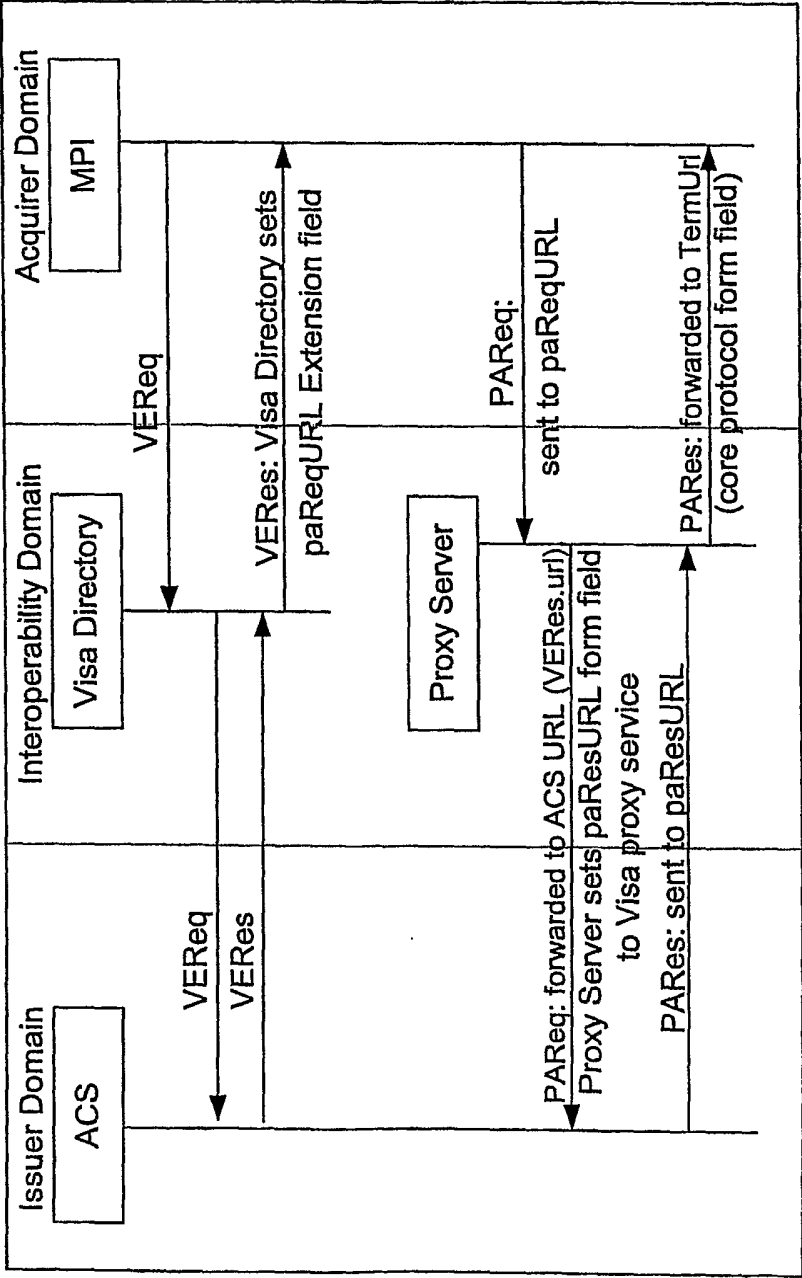 Issuer Domain
Interoperability Domain
Acquirer Domain
ACS
Visa Directory
MPI
VEReq
VEReq
VERes
VERes: Visa Directory sets
paReqURL Extension field
Proxy Server
PAReq:
sent to paReqURL
PAReq: forwarded to ACS URL (VERes.url)
Proxy Server sets paResURL form field
to Visa proxy service
PARes: sent to paResURL
PARes: forwarded to TermUrl
(core protocol form field)